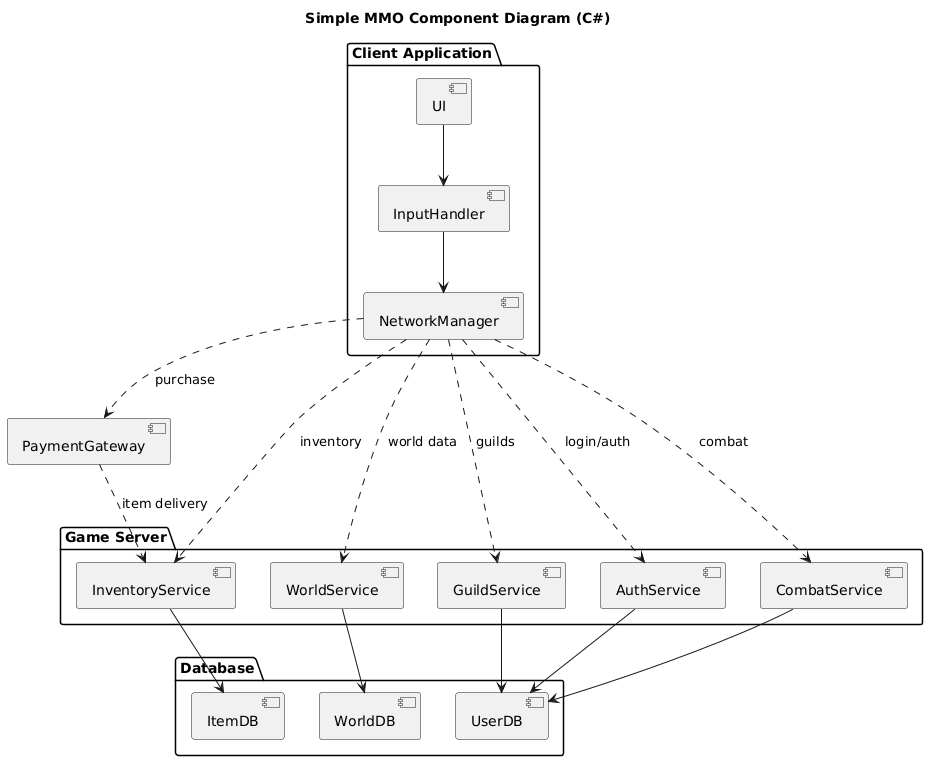 Simple MMO Component Diagram (C#)
Client Application
UI
InputHandler
NetworkManager
purchase
PaymentGateway
inventory
world data
guilds
login/auth
combat
item delivery
Game Server
InventoryService
WorldService
GuildService
AuthService
CombatService
Database
ItemDB
WorldDB
UserDB